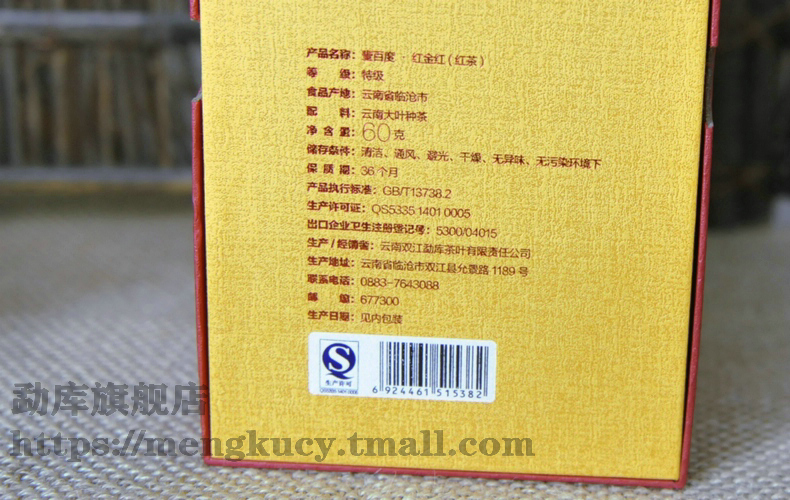 产品名称：臺百度·红金红（红茶）
等 级：特级
食品产地：云南省临沧市
配 料：云南大叶种茶
净 含 量：60克
储存条件：清洁、通风、避光、干燥、无异味、无污染环境下
保 质 期：36个月
产品执行标准：GB/T13738.2
生产许可证：QS5335 1401 0005
出口企业卫生注册登记号：5300/04015
生产/经销者：云南双江勐库茶叶有限责任公司
生产地址：云南省临沧市双江县允景路1189号
联系电话：0883-7643088
邮 编：677300
生产日期：见内包装
QS
生产许可
6 924461 515382
勐库旗舰店
https://mengkucy.tmall.com